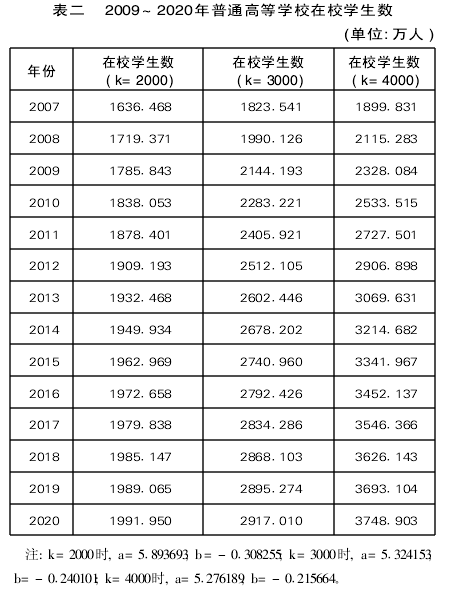 表二 2009~2020年普通高等学校在校学生数
(单位:万人)
年份 在校学生数 (k=2000) 在校学生数 (k=3000) 在校学生数 (k=4000)
2007 1636.468 1823.541 1899.831
2008 1719.371 1990.126 2115.283
2009 1785.843 2144.193 2328.084
2010 1838.053 2283.221 2533.515
2011 1878.401 2405.921 2727.501
2012 1909.193 2512.105 2906.898
2013 1932.468 2602.446 3069.631
2014 1949.934 2678.202 3214.682
2015 1962.969 2740.960 3341.967
2016 1972.658 2792.426 3452.137
2017 1979.838 2834.286 3546.366
2018 1985.147 2868.103 3626.143
2019 1989.065 2895.274 3693.104
2020 1991.950 2917.010 3748.903
注: k=2000时, a=5.893693; b=-0.308255; k=3000时, a=5.324153;
b=-0.240101; k=4000时, a=5.276189; b=-0.215664。